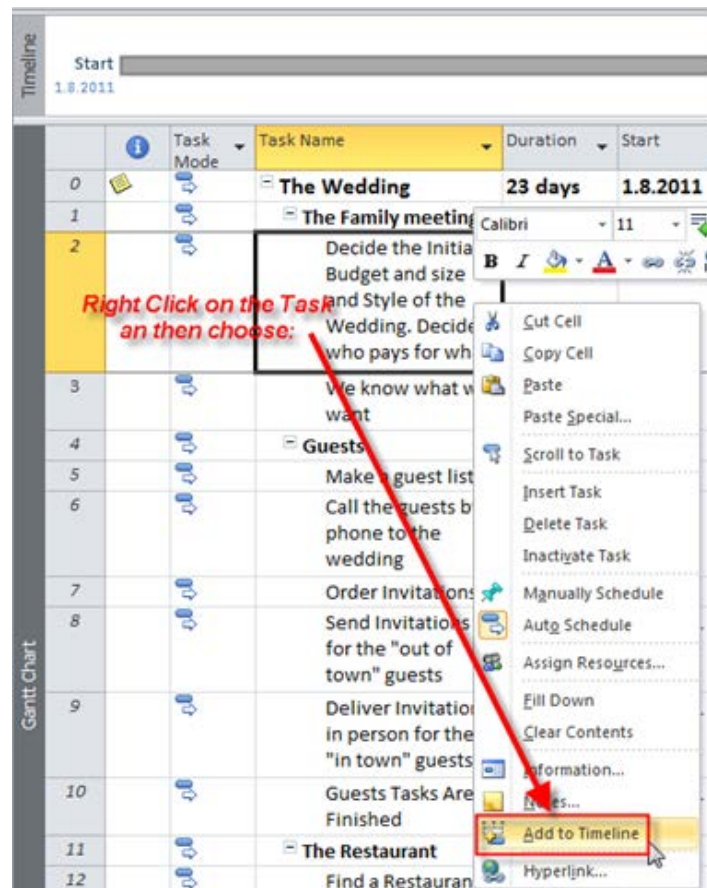 Timeline
Start
1.8.2011
Task Mode
Task Name
Duration
Start
0
The Wedding
23 days
1.8.2011
1
The Family meeting
Calibri
11
B I A
2
Decide the Initia
Budget and size
and Style of the
Wedding. Decide
who pays for wh
Right Click on the Task
an then choose:
Cut Cell
Copy Cell
Paste
Paste Special...
Scroll to Task
Insert Task
Delete Task
Inactivate Task
Manually Schedule
Auto Schedule
Assign Resources...
Fill Down
Clear Contents
Information...
Notes...
Add to Timeline
Hyperlink...
3
We know what w
want
4
Guests
5
Make a guest list
6
Call the guests b
phone to the
wedding
7
Order Invitations
8
Send Invitations
for the "out of
town" guests
9
Deliver Invitation
in person for the
"in town" guests
10
Guests Tasks Are
Finished
11
The Restaurant
12
Find a Restauran
Gantt Chart